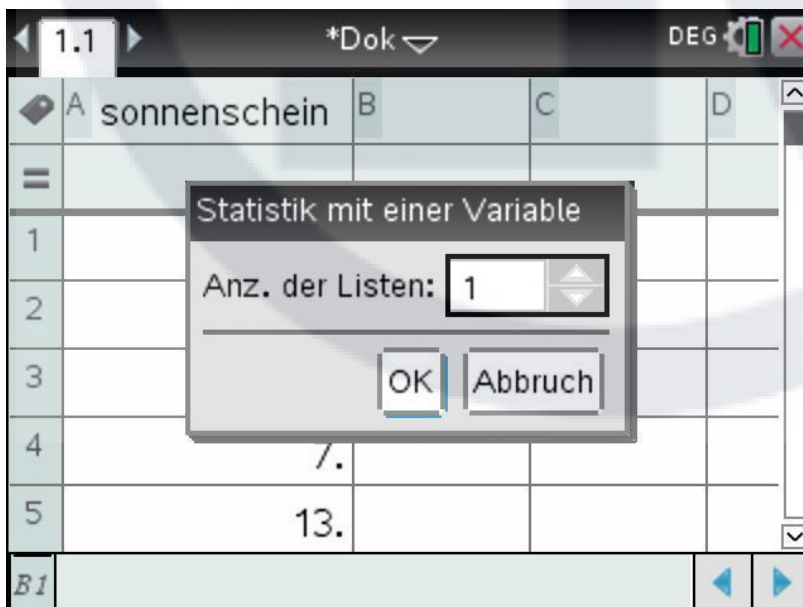 1.1 *Dok DEG
A sonnenschein B C D
=
Statistik mit einer Variable
1
Anz. der Listen: 1
2
3
OK Abbruch
4 7.
5 13.
B1